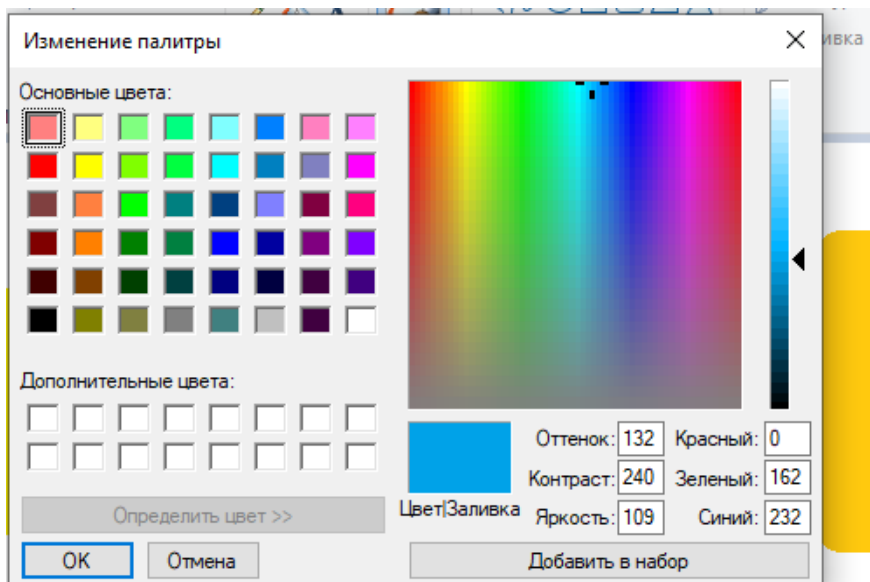 Изменение палитры
ивка
Основные цвета:
Дополнительные цвета:
Определить цвет >>
OK
Отмена
Цвет|Заливка
Оттенок: 132
Красный: 0
Контраст: 240
Зеленый: 162
Яркость: 109
Синий: 232
Добавить в набор